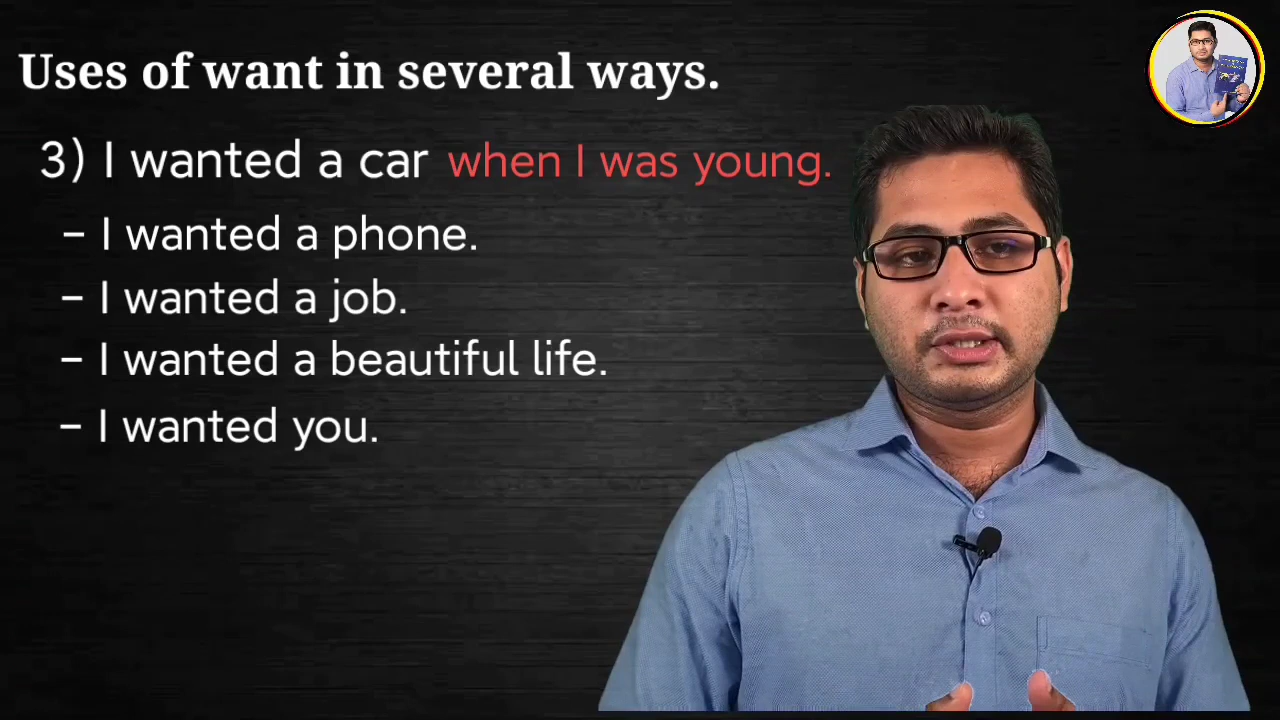 Uses of want in several ways.
3) I wanted a car when I was young.
– I wanted a phone.
– I wanted a job.
– I wanted a beautiful life.
– I wanted you.